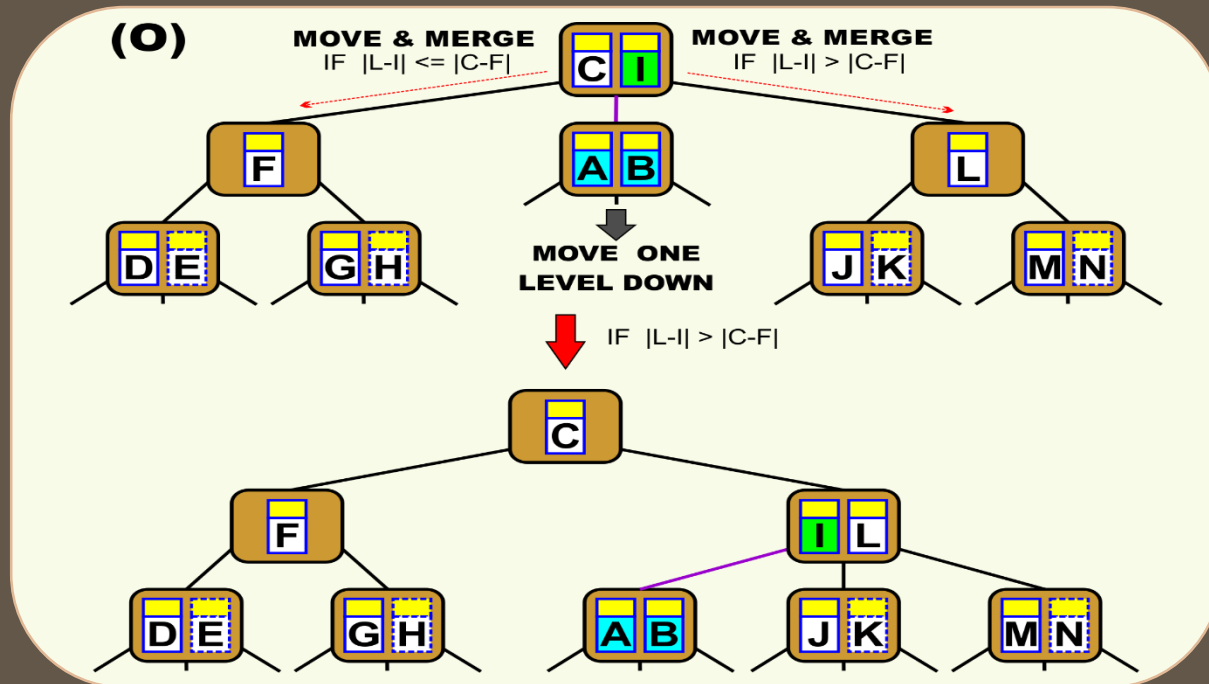 (O)
MOVE & MERGE
IF |L-I| <= |C-F|
C I
MOVE & MERGE
IF |L-I| > |C-F|
F
A B
L
D E
G H
J K
M N
MOVE ONE
LEVEL DOWN
IF |L-I| > |C-F|
C
F
I L
D E
G H
A B
J K
M N